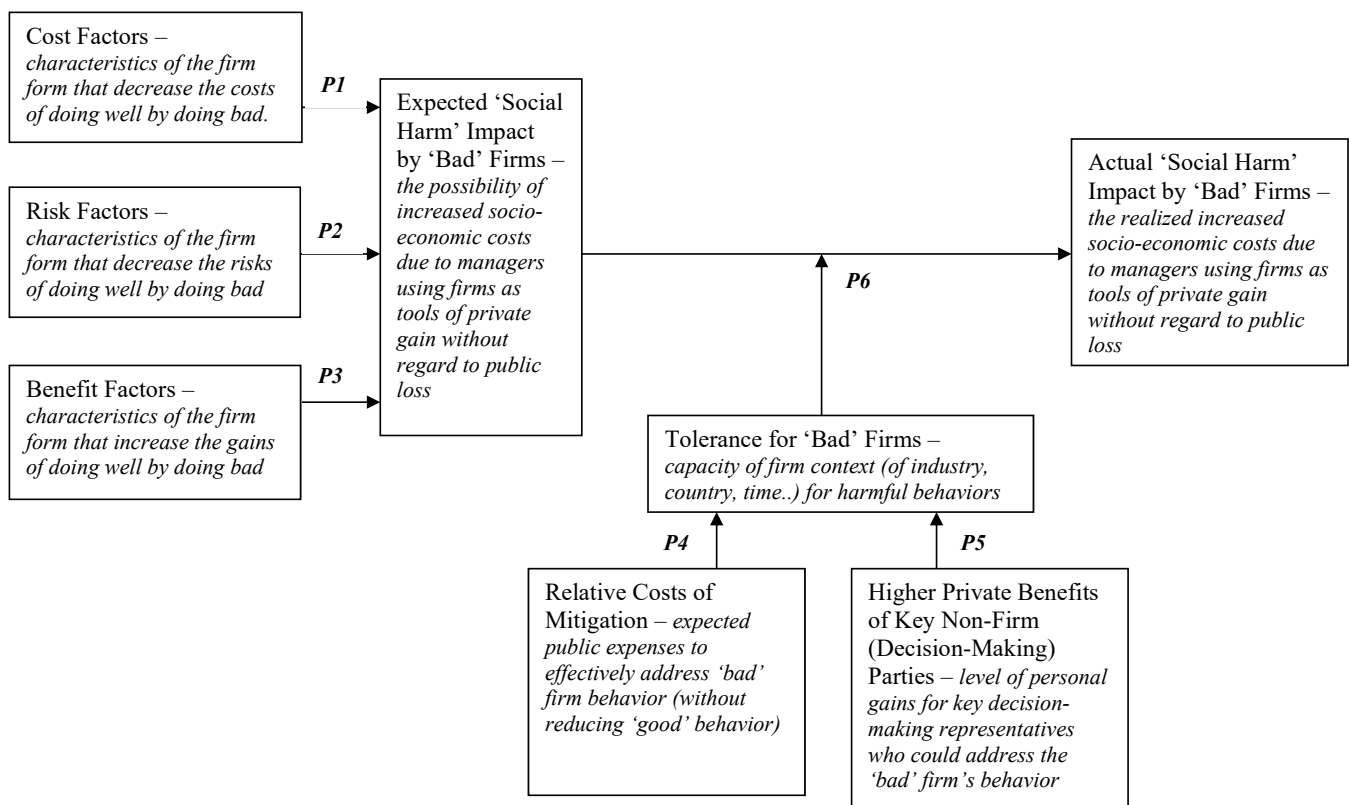 Cost Factors –
characteristics of the firm
form that decrease the costs
of doing well by doing bad.
P1
Risk Factors –
characteristics of the firm
form that decrease the risks
of doing well by doing bad
P2
Benefit Factors –
characteristics of the firm
form that increase the gains
of doing well by doing bad
P3
Expected ‘Social
Harm’ Impact
by ‘Bad’ Firms –
the possibility of
increased socio-
economic costs
due to managers
using firms as
tools of private
gain without
regard to public
loss
P6
Actual ‘Social Harm’
Impact by ‘Bad’ Firms –
the realized increased
socio-economic costs due
to managers using firms as
tools of private gain
without regard to public
loss
Tolerance for ‘Bad’ Firms –
capacity of firm context (of industry,
country, time..) for harmful behaviors
P4
P5
Relative Costs of
Mitigation – expected
public expenses to
effectively address ‘bad’
firm behavior (without
reducing ‘good’ behavior)
Higher Private Benefits
of Key Non-Firm
(Decision-Making)
Parties – level of personal
gains for key decision-
making representatives
who could address the
‘bad’ firm’s behavior